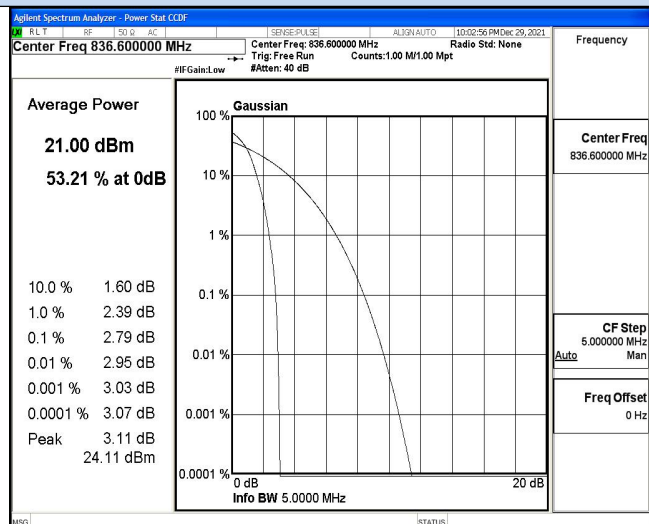 Agilent Spectrum Analyzer - Power Stat CCDF
RLT RF 50 Ω AC SENSE:PULSE ALIGN AUTO 10:02:56 PM Dec 29, 2021
Center Freq 836.600000 MHz
Center Freq: 836.600000 MHz Radio Std: None
Trig: Free Run Counts:1.00 M/1.00 Mpt
#IFGain:Low #Atten: 40 dB
Frequency
Average Power
21.00 dBm
53.21 % at 0dB
10.0 % 1.60 dB
1.0 % 2.39 dB
0.1 % 2.79 dB
0.01 % 2.95 dB
0.001 % 3.03 dB
0.0001 % 3.07 dB
Peak 3.11 dB
24.11 dBm
Gaussian
100 %
10 %
1 %
0.1 %
0.01 %
0.001 %
0.0001 %
0 dB 20 dB
Info BW 5.0000 MHz
Center Freq
836.600000 MHz
CF Step
5.000000 MHz
Auto Man
Freq Offset
0 Hz
MSG STATUS